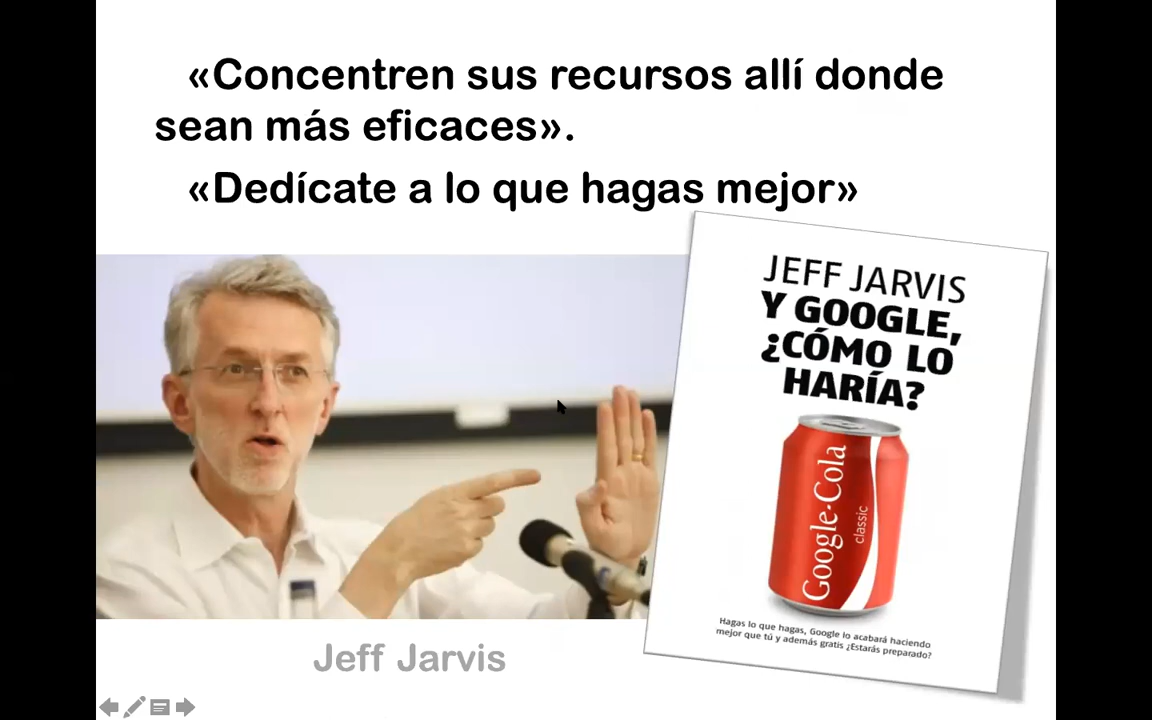 «Concentren sus recursos allí donde
sean más eficaces».
«Dedícate a lo que hagas mejor»
JEFF JARVIS
Y GOOGLE,
¿CÓMO LO
HARÍA?
Google-Cola
classic
Hagas lo que hagas, Google lo acabará haciendo
mejor que tú y además gratis ¿Estarás preparado?
Jeff Jarvis